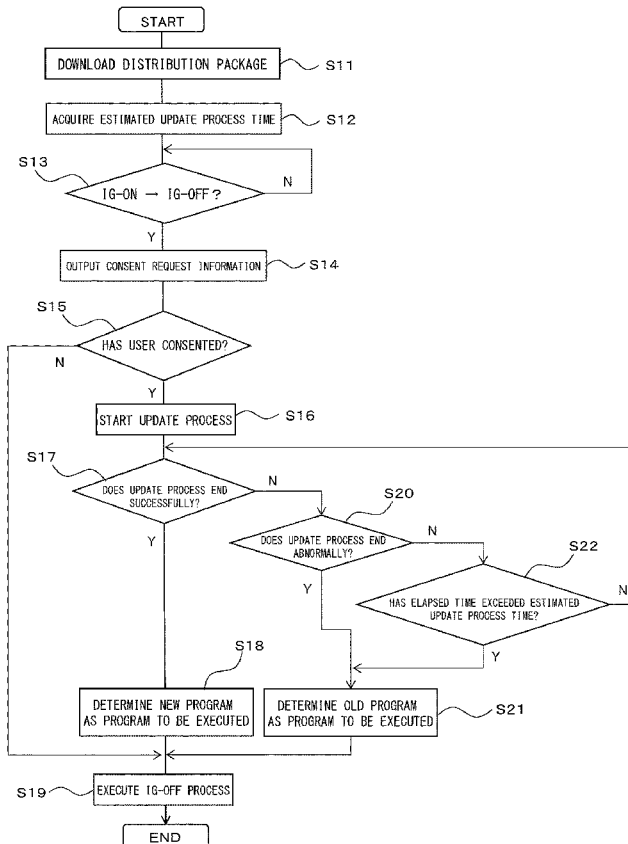 START
DOWNLOAD DISTRIBUTION PACKAGE
S11
ACQUIRE ESTIMATED UPDATE PROCESS TIME
S12
S13
IG-ON → IG-OFF?
N
Y
OUTPUT CONSENT REQUEST INFORMATION
S14
S15
HAS USER CONSENTED?
N
Y
START UPDATE PROCESS
S16
S17
DOES UPDATE PROCESS END
SUCCESSFULLY?
N
Y
S20
DOES UPDATE PROCESS END
ABNORMALLY?
N
Y
S22
HAS ELAPSED TIME EXCEEDED ESTIMATED
UPDATE PROCESS TIME?
N
Y
S18
DETERMINE NEW PROGRAM
AS PROGRAM TO BE EXECUTED
DETERMINE OLD PROGRAM
AS PROGRAM TO BE EXECUTED
S21
S19
EXECUTE IG-OFF PROCESS
END